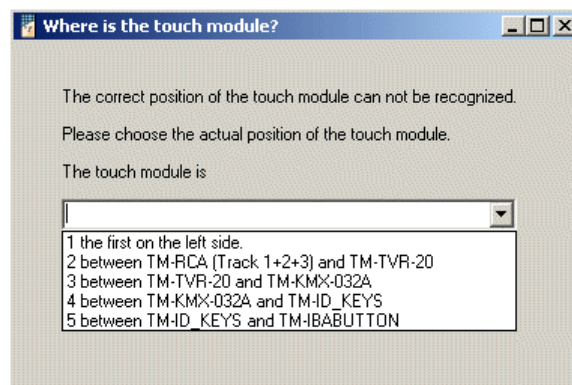 Where is the touch module?
The correct position of the touch module can not be recognized.
Please choose the actual position of the touch module.
The touch module is
1 the first on the left side.
2 between TM-RCA (Track 1+2+3) and TM-TVR-20
3 between TM-TVR-20 and TM-KMX-032A
4 between TM-KMX-032A and TM-ID_KEYS
5 between TM-ID_KEYS and TM-IBABUTTON